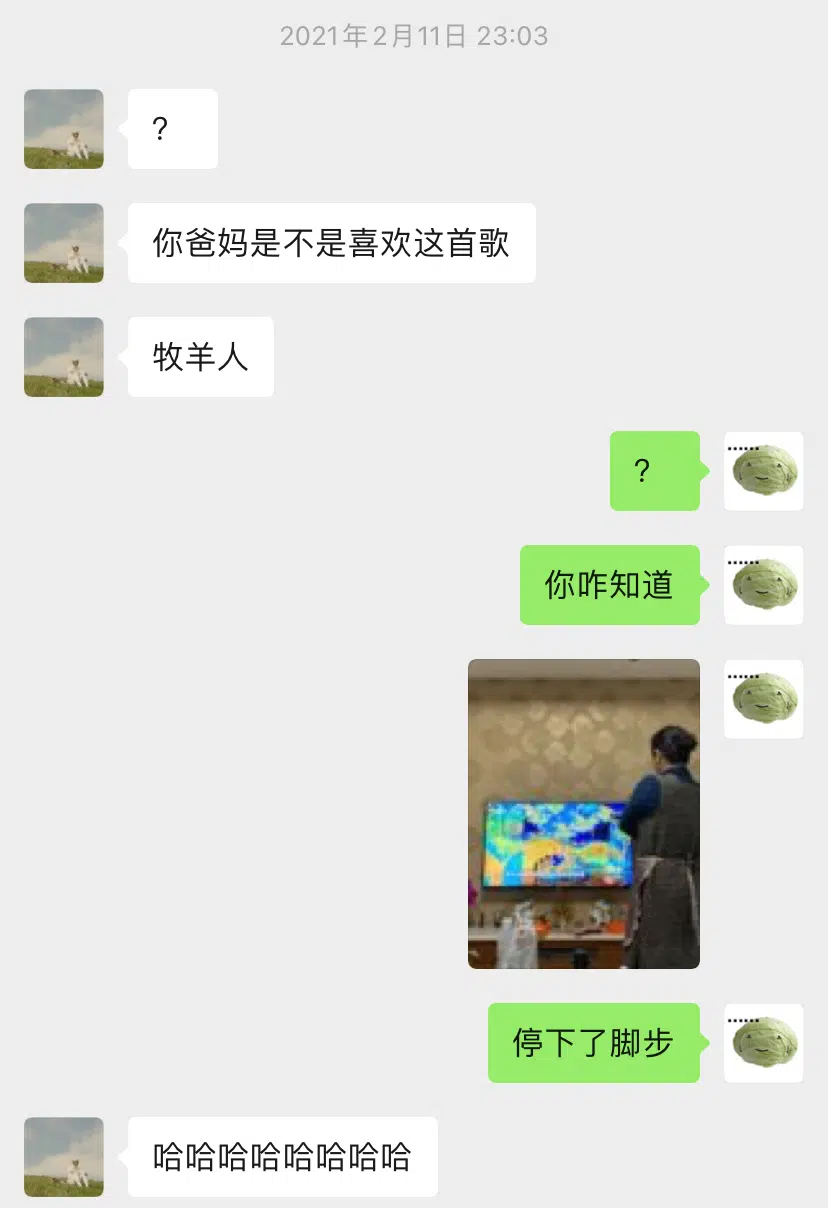 2021年2月11日 23:03
？
你爸妈是不是喜欢这首歌
牧羊人
？
......
你咋知道
......
......
停下了脚步
......
哈哈哈哈哈哈哈哈